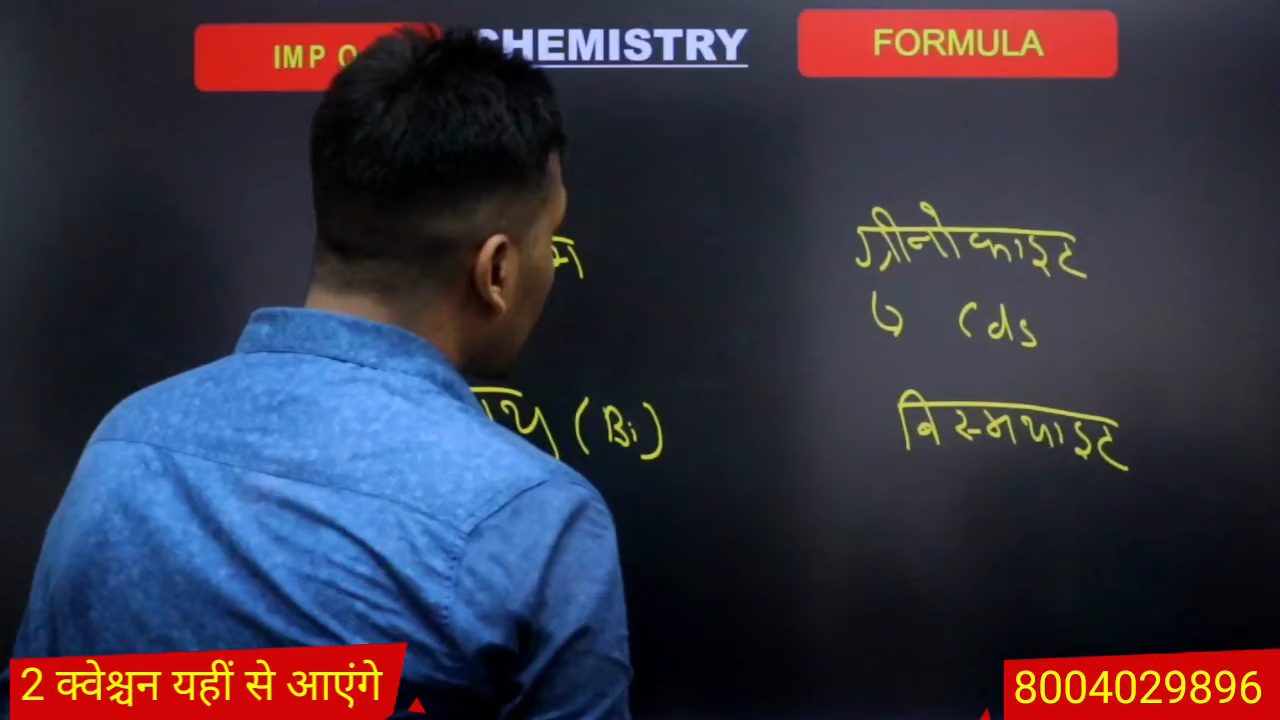 IMP O
CHEMISTRY
FORMULA
ग्रीनोकाइट
↳ Cds
(Bi)
बिस्मथाइट
2 क्वेश्चन यहीं से आएंगे
8004029896